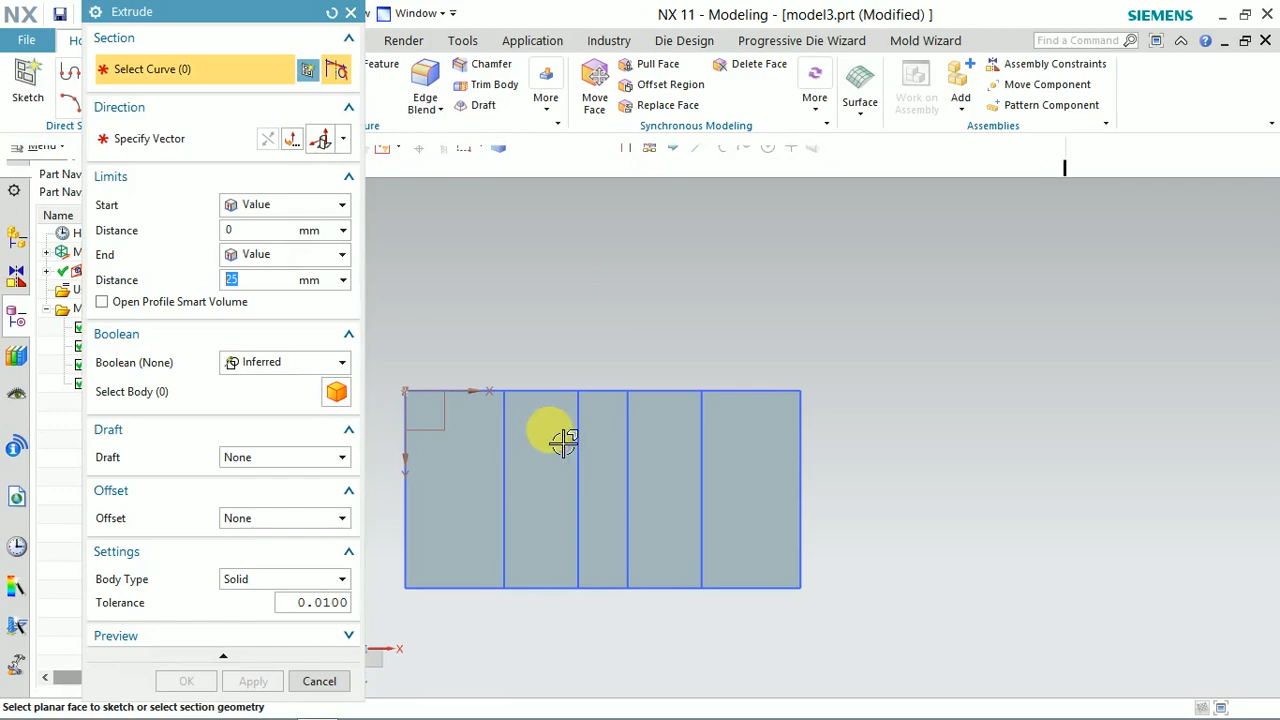 NX
Window
NX 11 - Modeling - [model3.prt (Modified) ]
SIEMENS
File
Render
Tools
Application
Industry
Die Design
Progressive Die Wizard
Mold Wizard
Find a Command
Sketch
Feature
Edge
Blend
Chamfer
Trim Body
Draft
More
Move
Face
Pull Face
Offset Region
Replace Face
Delete Face
More
Surface
Work on
Assembly
Add
Assembly Constraints
Move Component
Pattern Component
Direct S
Synchronous Modeling
Assemblies
Menu
Part Nav
Part Nav
Name
Extrude
Section
Select Curve (0)
Direction
Specify Vector
Limits
Start
Value
Distance
0
mm
End
Value
Distance
25
mm
Open Profile Smart Volume
Boolean
Boolean (None)
Inferred
Select Body (0)
Draft
Draft
None
Offset
Offset
None
Settings
Body Type
Solid
Tolerance
0.0100
Preview
OK
Apply
Cancel
X
X
Select planar face to sketch or select section geometry